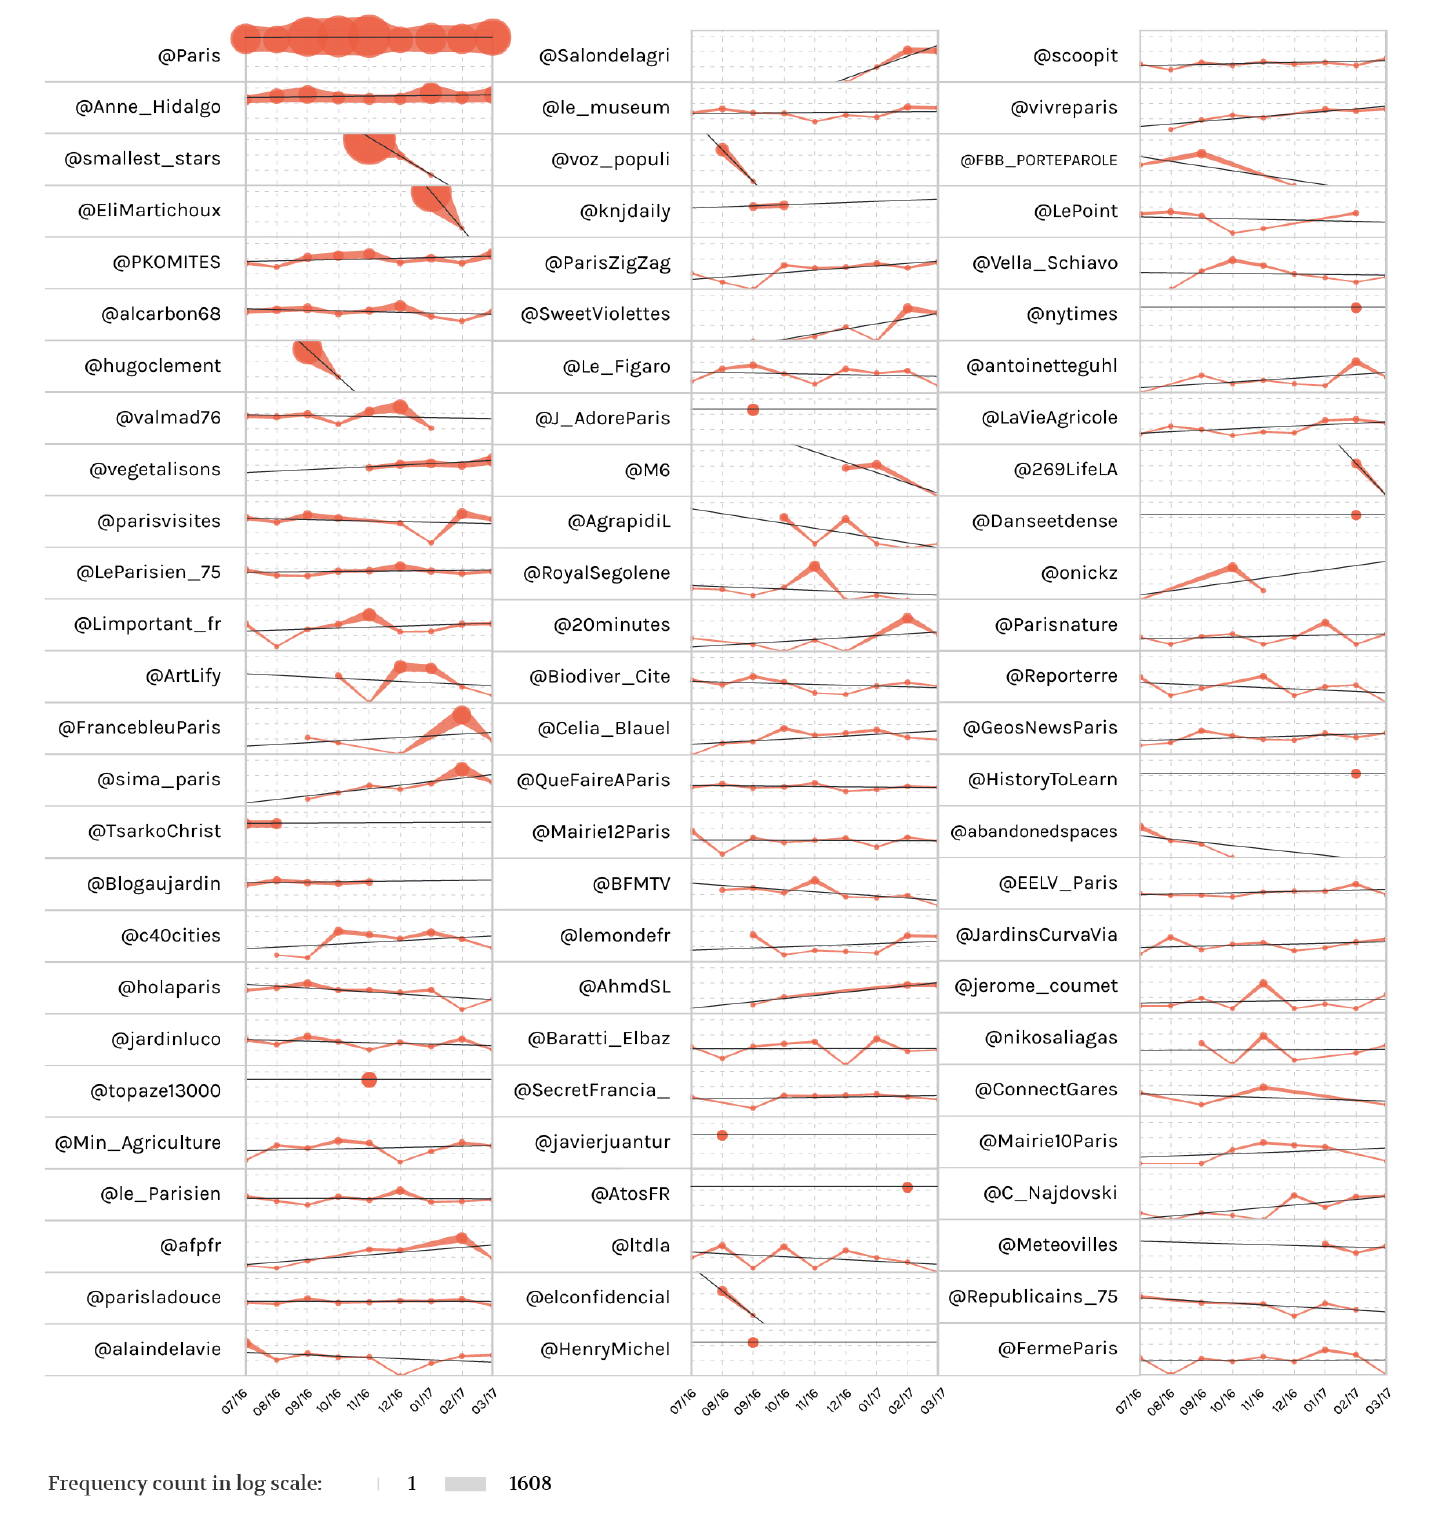 @Paris @Salondelagri @scoopit
@Anne_Hidalgo @le_museum @vivreparis
@smallest_stars @voz_populi @FBB_PORTEPAROLE
@EliMartichoux @knjdaily @LePoint
@PKOMITES @ParisZigZag @Vella_Schiavo
@alcarbon68 @SweetViolettes @nytimes
@hugoclement @Le_Figaro @antoinetteguhl
@valmad76 @J_AdoreParis @LaVieAgricole
@vegetalisons @M6 @269LifeLA
@parisvisites @AgrapidiL @Danseetdense
@LeParisien_75 @RoyalSegolene @onickz
@Limportant_fr @20minutes @Parisnature
@ArtLify @Biodiver_Cite @Reporterre
@FrancebleuParis @Celia_Blauel @GeosNewsParis
@sima_paris @QueFaireAParis @HistoryToLearn
@TsarkoChrist @Mairie12Paris @abandonedspaces
@Blogaujardin @BFMTV @EELV_Paris
@c40cities @lemondefr @JardinsCurvaVia
@holaparis @AhmdSL @jerome_coumet
@jardinluco @Baratti_Elbaz @nikosaliagas
@topaze13000 @SecretFrancia_ @ConnectGares
@Min_Agriculture @javierjuantur @Mairie10Paris
@le_Parisien @AtosFR @C_Najdovski
@afpfr @ltdla @Meteovilles
@parisladouce @elconfidencial @Republicains_75
@alaindelavie @HenryMichel @FermeParis
07/16 08/16 09/16 10/16 11/16 12/16 01/17 02/17 03/17 07/16 08/16 09/16 10/16 11/16 12/16 01/17 02/17 03/17 07/16 08/16 09/16 10/16 11/16 12/16 01/17 02/17 03/17
Frequency count in log scale: 1 1608